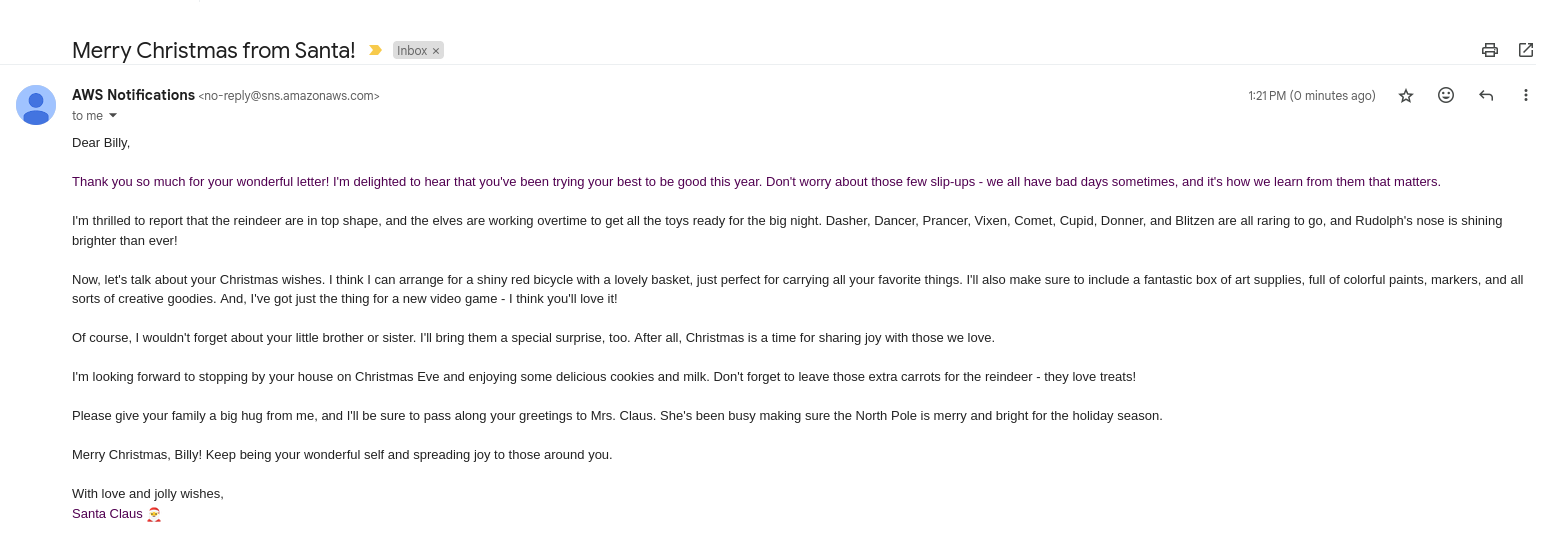 Merry Christmas from Santa! Inbox ×
AWS Notifications <no-reply@sns.amazonaws.com> 1:21 PM (0 minutes ago)
to me
Dear Billy,
Thank you so much for your wonderful letter! I'm delighted to hear that you've been trying your best to be good this year. Don't worry about those few slip-ups - we all have bad days sometimes, and it's how we learn from them that matters.
I'm thrilled to report that the reindeer are in top shape, and the elves are working overtime to get all the toys ready for the big night. Dasher, Dancer, Prancer, Vixen, Comet, Cupid, Donner, and Blitzen are all raring to go, and Rudolph's nose is shining
brighter than ever!
Now, let's talk about your Christmas wishes. I think I can arrange for a shiny red bicycle with a lovely basket, just perfect for carrying all your favorite things. I'll also make sure to include a fantastic box of art supplies, full of colorful paints, markers, and all
sorts of creative goodies. And, I've got just the thing for a new video game - I think you'll love it!
Of course, I wouldn't forget about your little brother or sister. I'll bring them a special surprise, too. After all, Christmas is a time for sharing joy with those we love.
I'm looking forward to stopping by your house on Christmas Eve and enjoying some delicious cookies and milk. Don't forget to leave those extra carrots for the reindeer - they love treats!
Please give your family a big hug from me, and I'll be sure to pass along your greetings to Mrs. Claus. She's been busy making sure the North Pole is merry and bright for the holiday season.
Merry Christmas, Billy! Keep being your wonderful self and spreading joy to those around you.
With love and jolly wishes,
Santa Claus 🎅